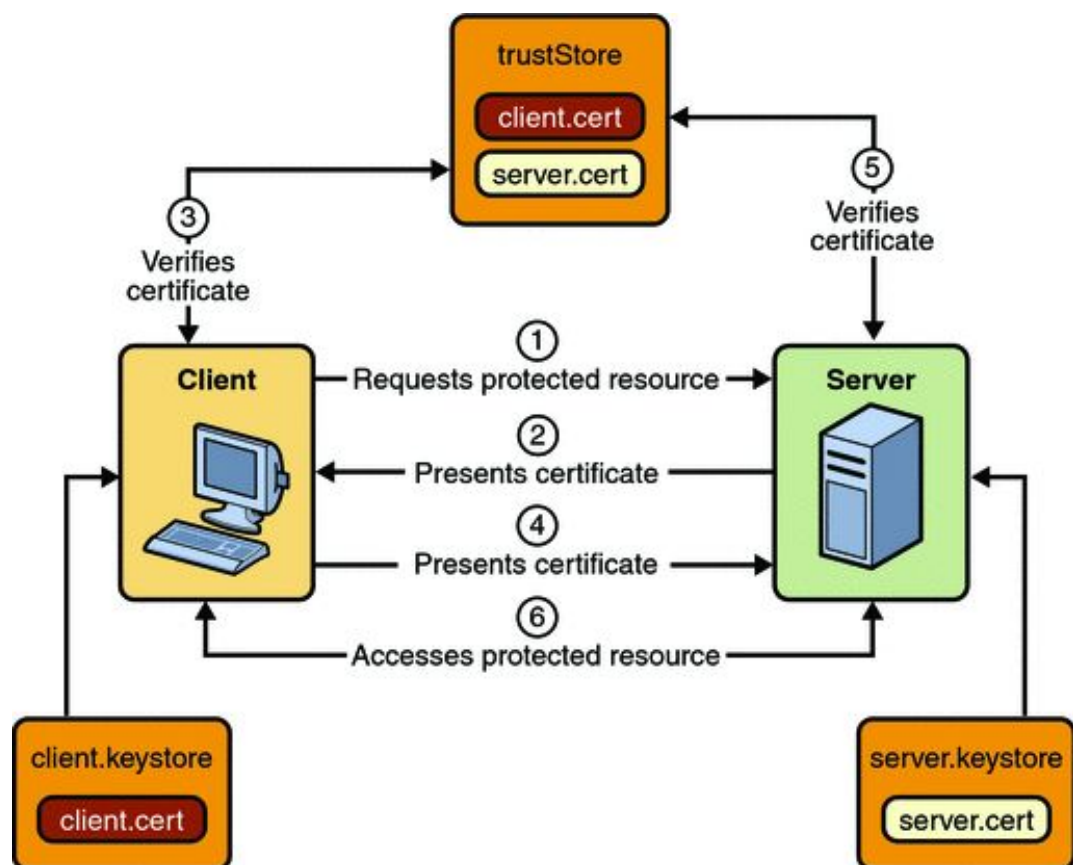 trustStore
client.cert
server.cert
3
Verifies
certificate
5
Verifies
certificate
Client
Server
1
Requests protected resource
2
Presents certificate
4
Presents certificate
6
Accesses protected resource
client.keystore
client.cert
server.keystore
server.cert